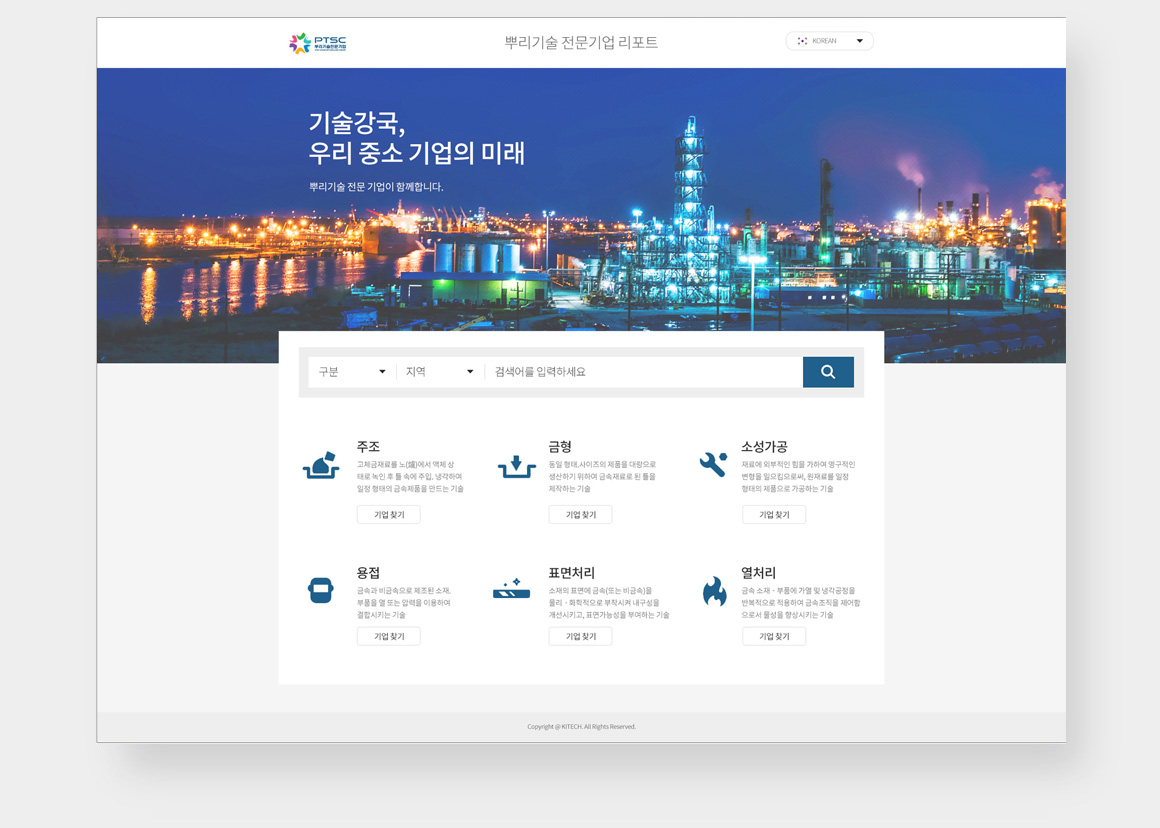 PTSC
뿌리기술전문기업
뿌리기술 전문기업 리포트
KOREAN
기술강국,
우리 중소 기업의 미래
뿌리기술 전문 기업이 함께합니다.
구분
지역
검색어를 입력하세요
주조
고체금재료를 노(爐)에서 액체 상
태로 녹인 후 틀 속에 주입, 냉각하여
일정 형태의 금속제품을 만드는 기술
기업 찾기
금형
동일 형태,사이즈의 제품을 대량으로
생산하기 위하여 금속재료로 된 틀을
제작하는 기술
기업 찾기
소성가공
재료에 외부적인 힘을 가하여 영구적인
변형을 일으킴으로써, 원재료를 일정
형태의 제품으로 가공하는 기술
기업 찾기
용접
금속과 비금속으로 제조된 소재,
부품을 열 또는 압력을 이용하여
결합시키는 기술
기업 찾기
표면처리
소재의 표면에 금속(또는 비금속)을
물리・화학적으로 부착시켜 내구성을
개선시키고, 표면가능성을 부여하는 기술
기업 찾기
열처리
금속 소재・부품에 가열 및 냉각공정을
반복적으로 적용하여 금속조직을 제어함
으로서 물성을 향상시키는 기술
기업 찾기
Copyright @ KITECH. All Rights Reserved.